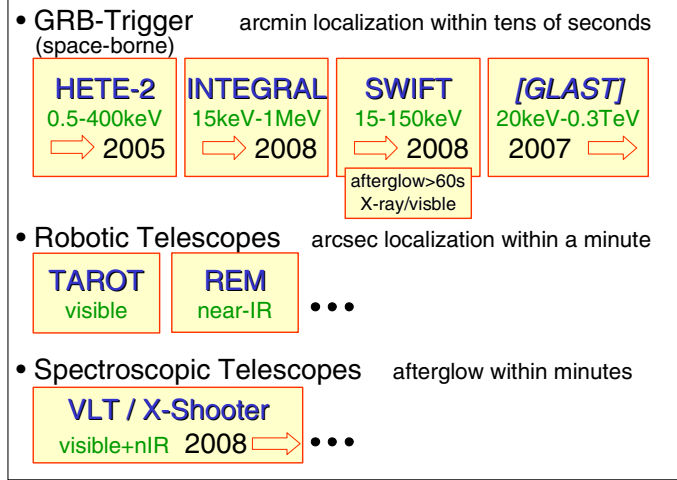 • GRB-Trigger arcmin localization within tens of seconds
(space-borne)
HETE-2 INTEGRAL SWIFT [GLAST]
0.5-400keV 15keV-1MeV 15-150keV 20keV-0.3TeV
2005 2008 2008 2007
afterglow>60s
X-ray/visble
• Robotic Telescopes arcsec localization within a minute
TAROT REM
visible near-IR •••
• Spectroscopic Telescopes afterglow within minutes
VLT / X-Shooter
visible+nIR 2008 •••